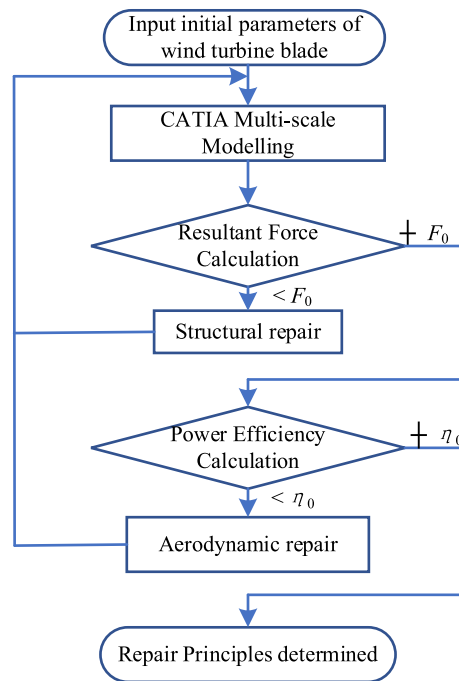 Input initial parameters of
wind turbine blade
CATIA Multi-scale
Modelling
Resultant Force
Calculation
F₀
< F₀
Structural repair
Power Efficiency
Calculation
η₀
< η₀
Aerodynamic repair
Repair Principles determined